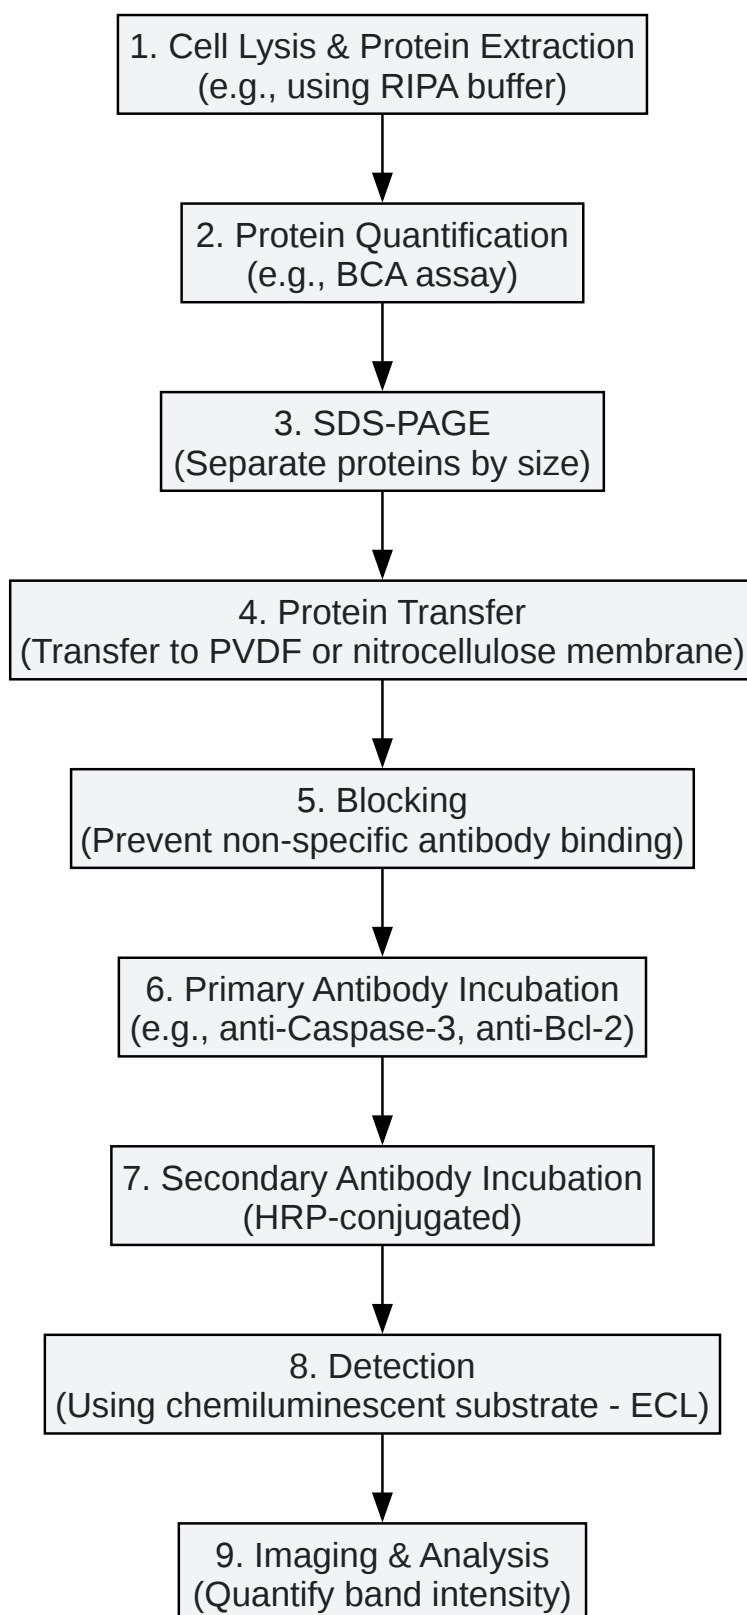 1. Cell Lysis & Protein Extraction
(e.g., using RIPA buffer)
2. Protein Quantification
(e.g., BCA assay)
3. SDS-PAGE
(Separate proteins by size)
4. Protein Transfer
(Transfer to PVDF or nitrocellulose membrane)
5. Blocking
(Prevent non-specific antibody binding)
6. Primary Antibody Incubation
(e.g., anti-Caspase-3, anti-Bcl-2)
7. Secondary Antibody Incubation
(HRP-conjugated)
8. Detection
(Using chemiluminescent substrate - ECL)
9. Imaging & Analysis
(Quantify band intensity)